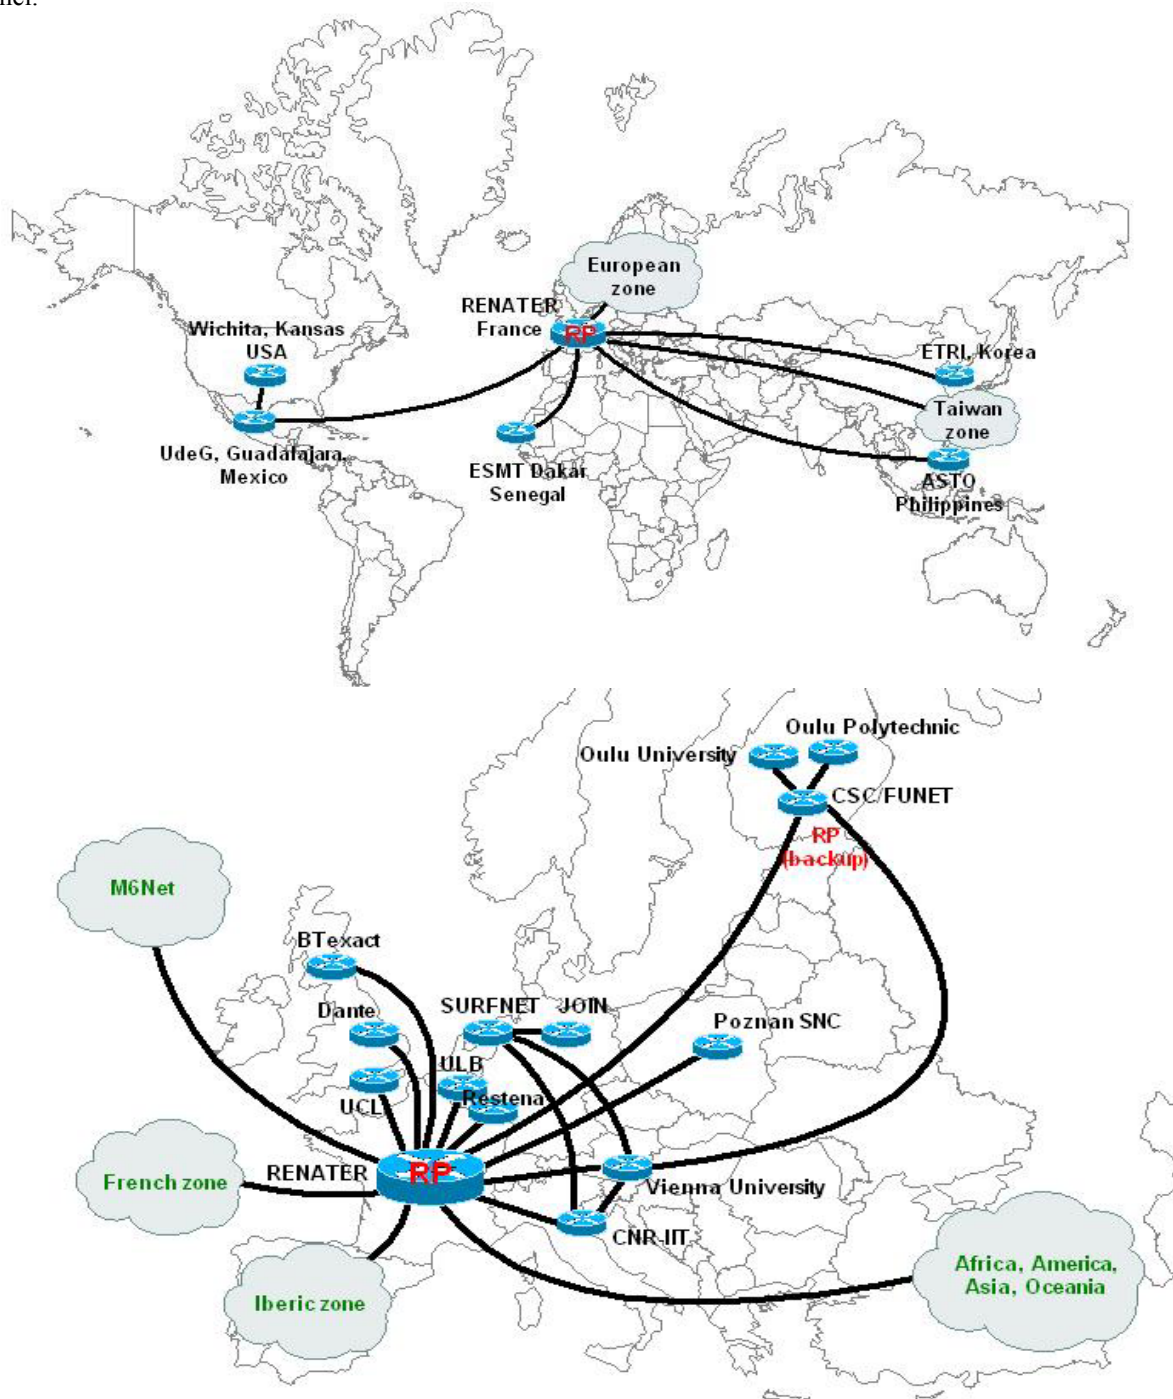 European
zone
RENATER
France
RP
Wichita, Kansas
USA
ETRI, Korea
Taiwan
zone
UdeG, Guadalajara,
Mexico
ESMT Dakar
Senegal
ASTO
Philippines
Oulu Polytechnic
Oulu University
CSC/FUNET
RP
(backup)
M6Net
BTexact
Dante
SURFNET
JOIN
Poznan SNC
ULB
Restena
UCL
RENATER
RP
French zone
Vienna University
CNR-IIT
Iberic zone
Africa, America,
Asia, Oceania